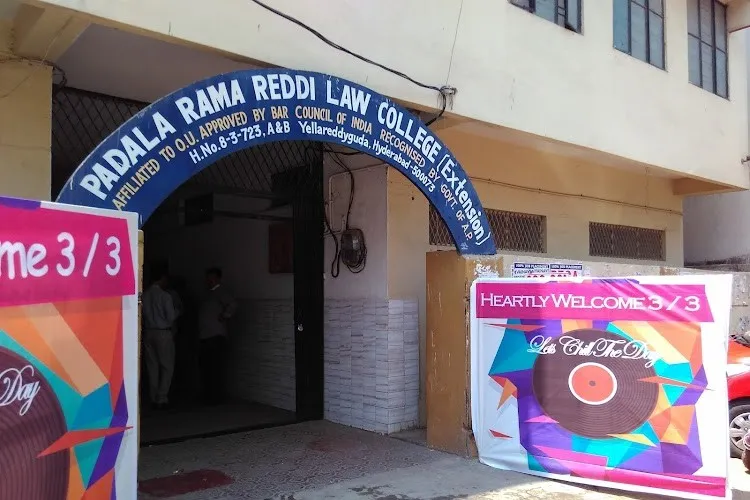 PADALA RAMA REDDI LAW COLLEGE [Extension]
AFFILIATED TO O.U. APPROVED BY BAR COUNCIL OF INDIA RECOGNISED BY GOVT. OF A.P.
H.No.8-3-723, A&B Yellareddyguda, Hyderabad-500073
me 3 / 3
Day
HEARTLY WELCOME 3 / 3
Lets Chill The Day